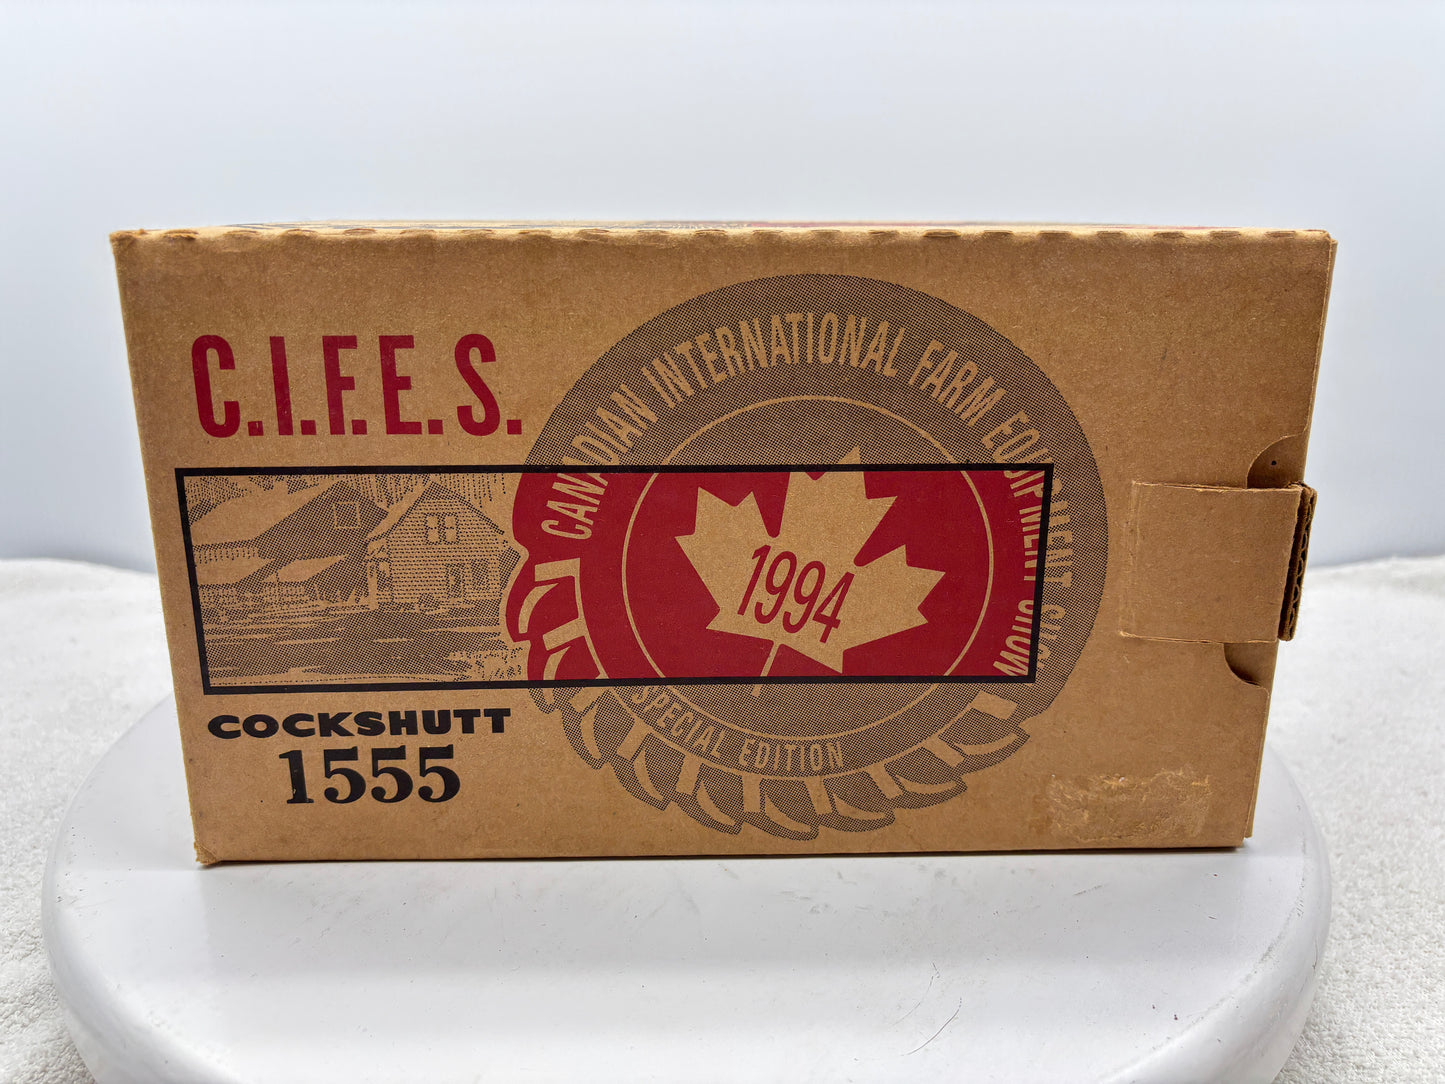 C.I.F.E.S.
CANADIAN INTERNATIONAL FARM EQUIPMENT SHOW
1994
SPECIAL EDITION
COCKSHUTT
1555